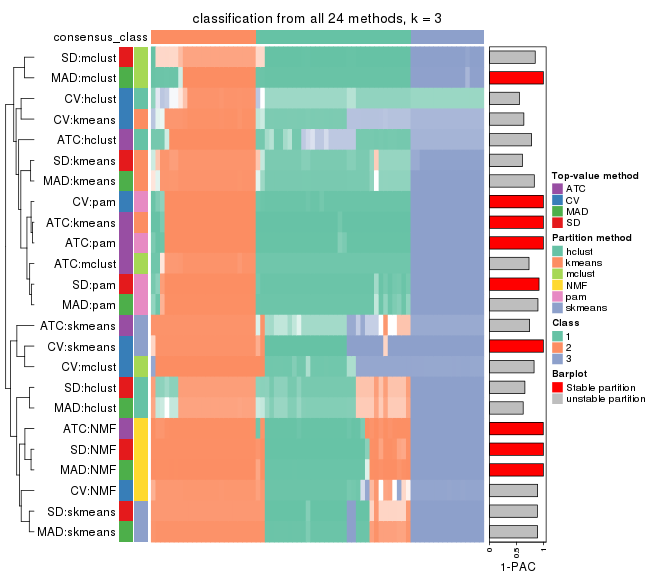 classification from all 24 methods, k = 3
consensus_class
SD:mclust
MAD:mclust
CV:hclust
CV:kmeans
ATC:hclust
SD:kmeans
MAD:kmeans
CV:pam
ATC:kmeans
ATC:pam
ATC:mclust
SD:pam
MAD:pam
ATC:skmeans
CV:skmeans
CV:mclust
SD:hclust
MAD:hclust
ATC:NMF
SD:NMF
MAD:NMF
CV:NMF
SD:skmeans
MAD:skmeans
0
0.5
1
1-PAC
Top-value method
ATC
CV
MAD
SD
Partition method
hclust
kmeans
mclust
NMF
pam
skmeans
Class
1
2
3
Barplot
Stable partition
unstable partition